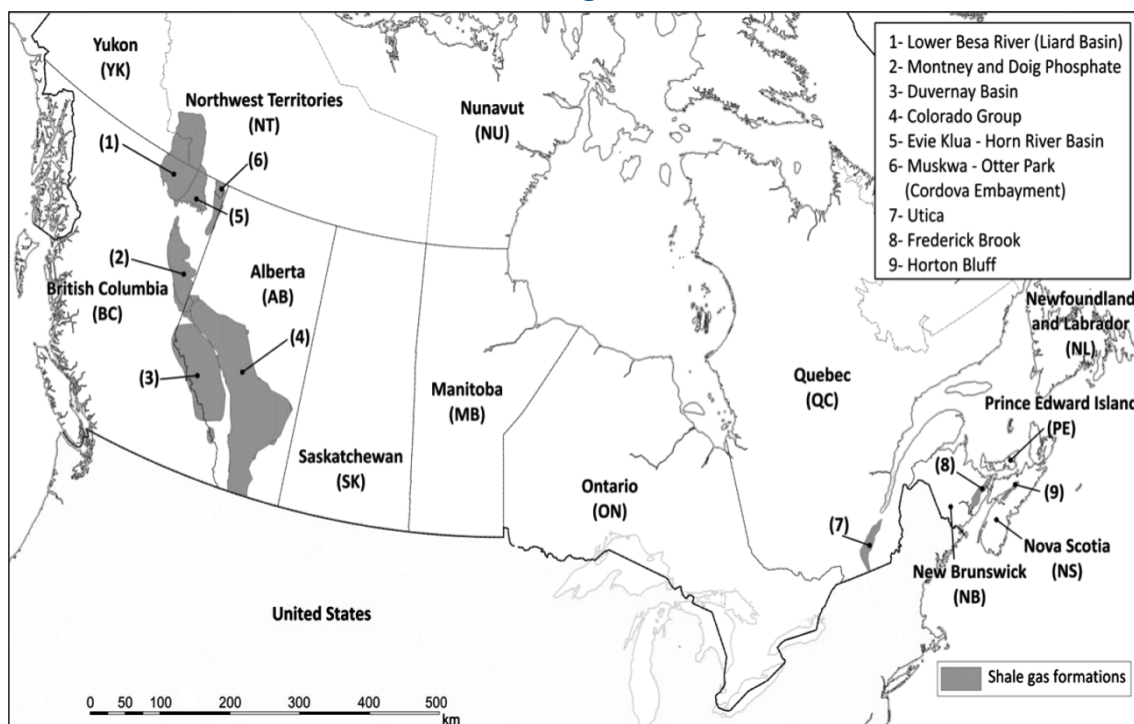 Yukon
(YK)
Northwest Territories
(NT)
Nunavut
(NU)
1- Lower Besa River (Liard Basin)
2- Montney and Doig Phosphate
3- Duvernay Basin
4- Colorado Group
5- Evie Klua - Horn River Basin
6- Muskwa - Otter Park
(Cordova Embayment)
7- Utica
8- Frederick Brook
9- Horton Bluff
(1)
(6)
(5)
(2)
British Columbia
(BC)
Alberta
(AB)
(4)
(3)
Saskatchewan
(SK)
Manitoba
(MB)
Ontario
(ON)
Quebec
(QC)
Newfoundland
and Labrador
(NL)
Prince Edward Island
(PE)
(8)
(9)
(7)
Nova Scotia
(NS)
New Brunswick
(NB)
United States
Shale gas formations
0 25 50 100 200 300 400 500
km